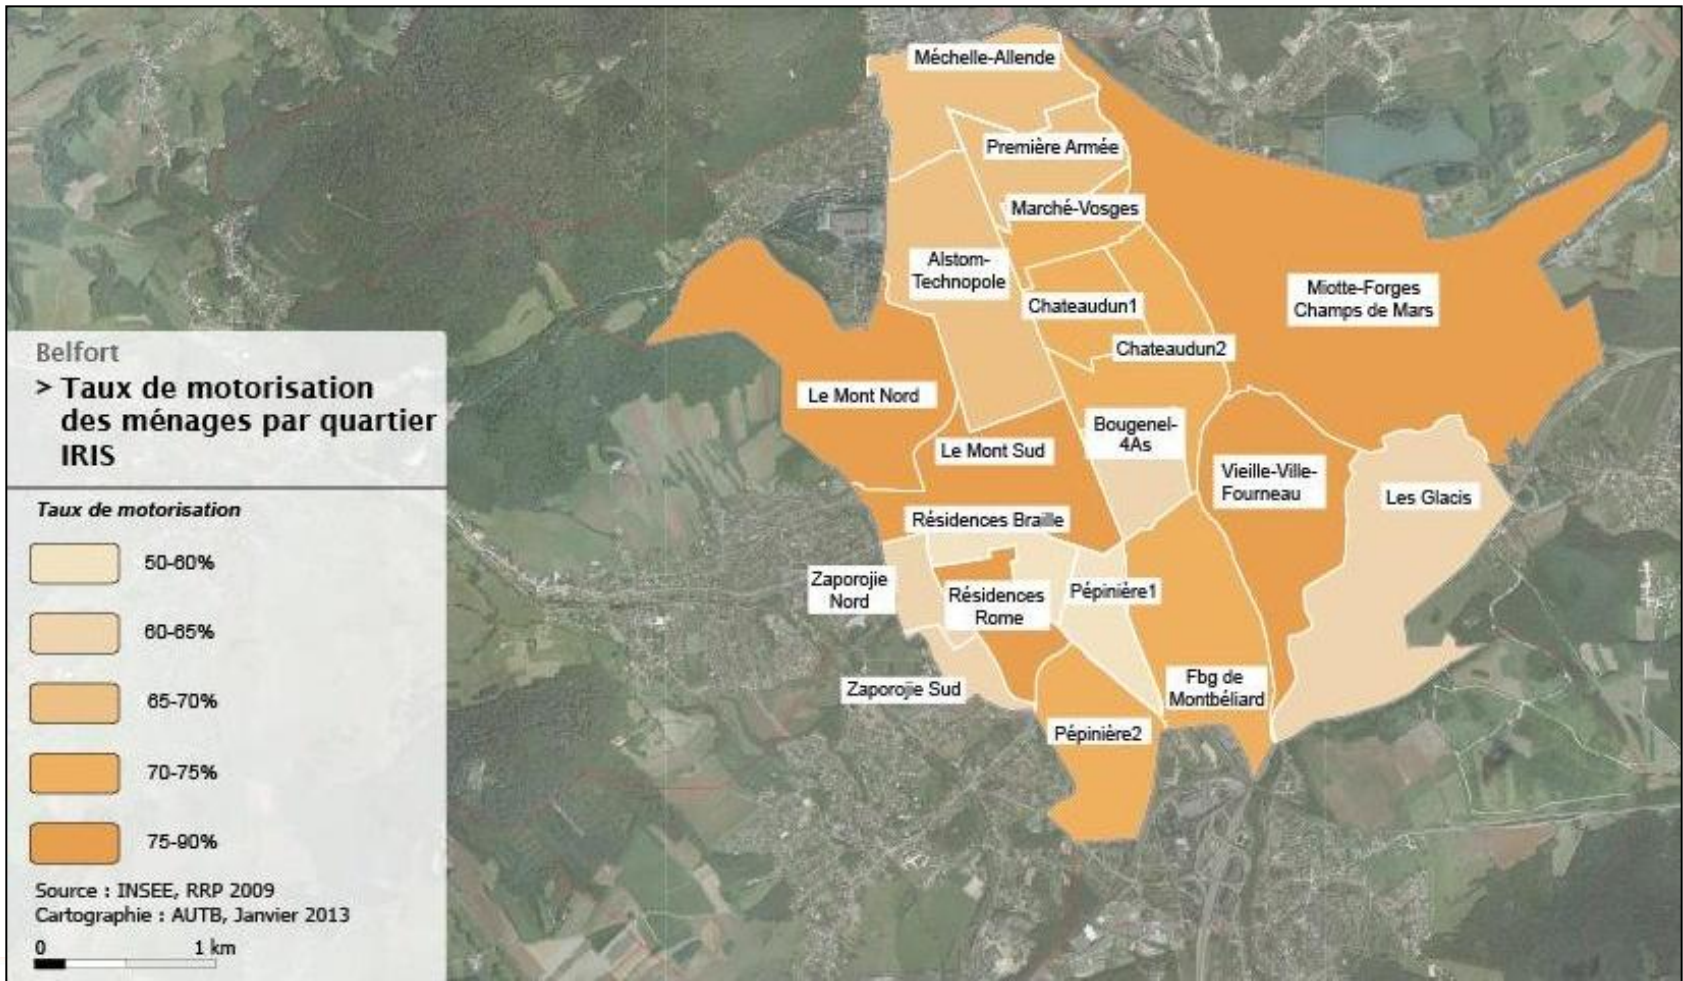 Belfort
> Taux de motorisation
des ménages par quartier
IRIS
Taux de motorisation
50-60%
60-65%
65-70%
70-75%
75-90%
Source : INSEE, RRP 2009
Cartographie : AUTB, Janvier 2013
0 1 km
Méchelle-Allende
Première Armée
Marché-Vosges
Alstom-
Technopole
Miotte-Forges
Champs de Mars
Chateaudun1
Chateaudun2
Le Mont Nord
Bougenel-
4As
Le Mont Sud
Vieille-Ville-
Fourneau
Les Glacis
Résidences Braille
Zaporojie
Nord
Résidences
Rome
Pépinière1
Zaporojie Sud
Fbg de
Montbéliard
Pépinière2